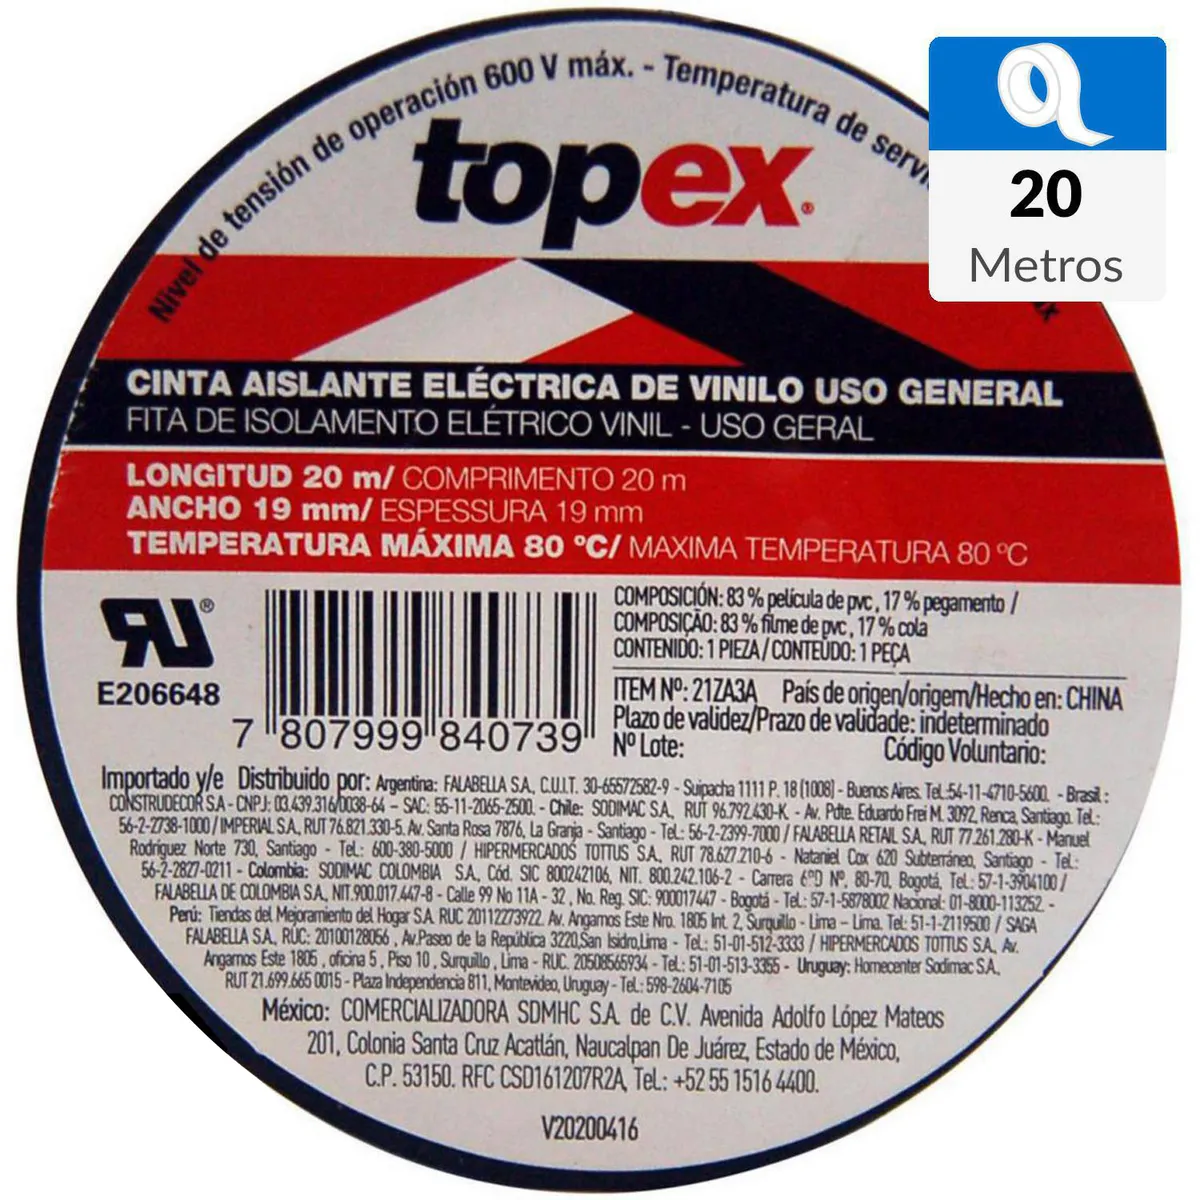 Nivel de tensión de operación 600 V máx. - Temperatura de
topex®
20
Metros
CINTA AISLANTE ELÉCTRICA DE VINILO USO GENERAL
FITA DE ISOLAMENTO ELÉTRICO VINIL - USO GERAL
LONGITUD 20 m/ COMPRIMENTO 20 m
ANCHO 19 mm/ ESPESSURA 19 mm
TEMPERATURA MÁXIMA 80 ºC/ MAXIMA TEMPERATURA 80 ºC
RU®
E206648
7 807999 840739
COMPOSICIÓN: 83 % película de pvc, 17 % pegamento /
COMPOSIÇÃO: 83 % filme de pvc, 17 % cola
CONTENIDO: 1 PIEZA / CONTEÚDO: 1 PEÇA
ITEM Nº: 21ZA3A País de origen/origem/Hecho en: CHINA
Plazo de validez/Prazo de validade: indeterminado
Nº Lote: Código Voluntario:
Importado y/e Distribuido por: Argentina: FALABELLA S.A., C.U.I.T. 30-65572582-9 - Suipacha 1111 P. 18 (1008) - Buenos Aires. Tel.:54-11-4710-5600. - Brasil :
CONSTRUDECOR S.A - CNPJ: 03.439.316/0038-64 – SAC: 55-11-2065-2500. - Chile: SODIMAC S.A., RUT 96.792.430-K - Av. Pdte. Eduardo Frei M. 3092, Renca, Santiago. Tel.:
56-2-2738-1000 / IMPERIAL S.A., RUT 76.821.330-5. Av. Santa Rosa 7876, La Granja - Santiago - Tel.: 56-2-2399-7000 / FALABELLA RETAIL S.A., RUT 77.261.280-K - Manuel
Rodríguez Norte 730, Santiago - Tel.: 600-380-5000 / HIPERMERCADOS TOTTUS S.A., RUT 78.627.210-6 - Nataniel Cox 620 Subterráneo, Santiago - Tel.:
56-2-2827-0211 - Colombia: SODIMAC COLOMBIA S.A., Cód. SIC 800242106, NIT. 800.242.106-2 - Carrera Nº. 80-70, Bogotá, Tel.: 57-1-3904100 /
FALABELLA DE COLOMBIA S.A., NIT.900.017.447-8 - Calle 99 No 11A - 32 , No. Reg. SIC: 900017447 - Bogotá - Tel.: 57-1-5878002 Nacional: 01-8000-113252. -
Perú: Tiendas del Mejoramiento del Hogar S.A. RUC 20112273922. Av. Angamos Este Nro. 1805 Int. 2, Surquillo - Lima – Lima. Tel: 51-1-2119500 / SAGA
FALABELLA S.A., RUC: 20100128056 , Av.Paseo de la República 3220,San Isidro,Lima - Tel.: 51-01-512-3333 / HIPERMERCADOS TOTTUS S.A., Av.
Angamos Este 1805 , oficina 5 , Piso 10 , Surquillo , Lima - RUC. 20508565934 - Tel.: 51-01-513-3355 - Uruguay: Homecenter Sodimac S.A.,
RUT 21.699.665 0015 - Plaza Independencia 811, Montevideo, Uruguay - Tel.: 598-2604-7105
México: COMERCIALIZADORA SDMHC S.A. de C.V. Avenida Adolfo López Mateos
201, Colonia Santa Cruz Acatlán, Naucalpan De Juárez, Estado de México,
C.P. 53150. RFC CSD161207R2A, Tel.: +52 55 1516 4400.
V20200416